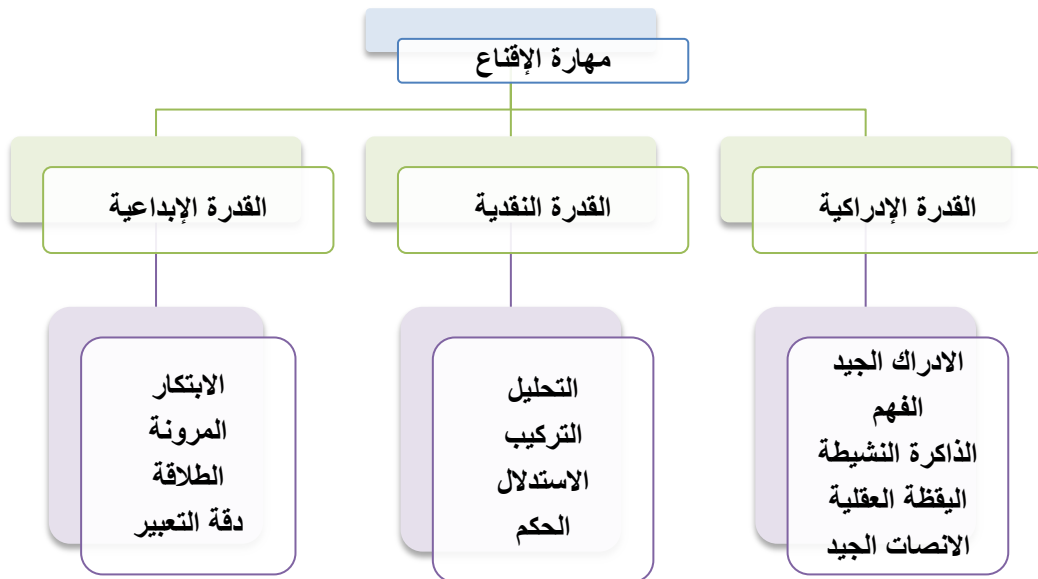 مهارة الإقناع
القدرة الإدراكية
القدرة النقدية
القدرة الإبداعية
الادراك الجيد
الفهم
الذاكرة النشيطة
اليقظة العقلية
الانصات الجيد
التحليل
التركيب
الاستدلال
الحكم
الابتكار
المرونة
الطلاقة
دقة التعبير